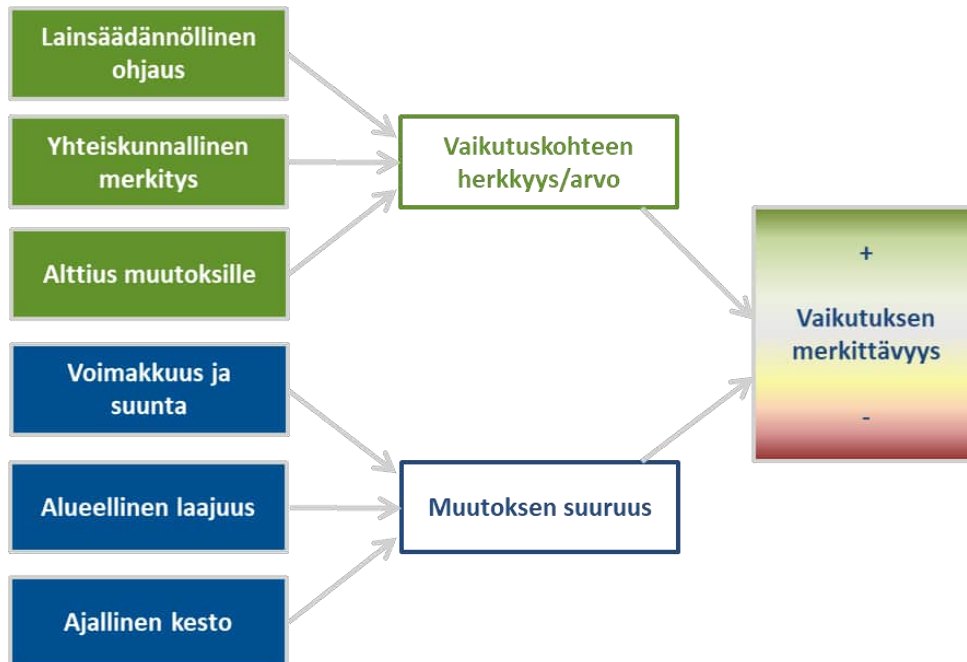 Lainsäädännöllinen
ohjaus
Yhteiskunnallinen
merkitys
Alttius muutoksille
Vaikutuskohteen
herkkyys/arvo
Voimakkuus ja
suunta
Alueellinen laajuus
Ajallinen kesto
Muutoksen suuruus
+
Vaikutuksen
merkittävyys
-